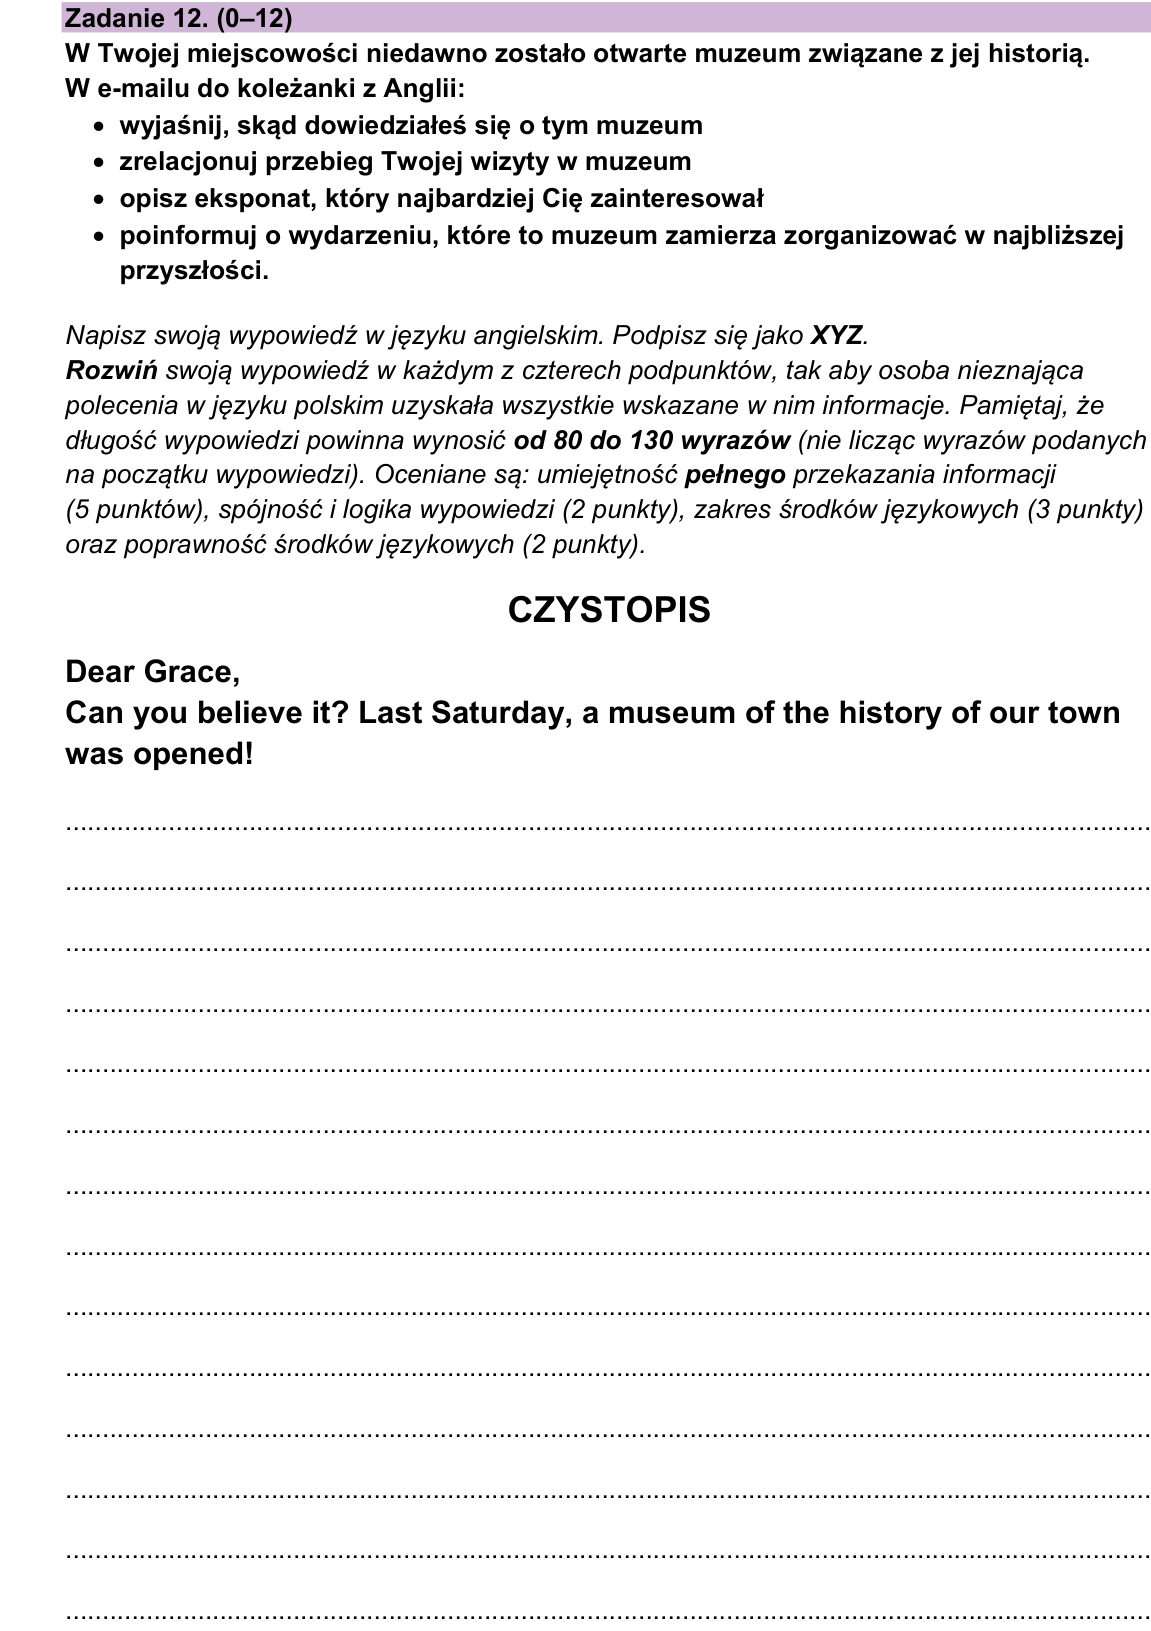 Zadanie 12. (0–12)
W Twojej miejscowości niedawno zostało otwarte muzeum związane z jej historią.
W e-mailu do koleżanki z Anglii:
• wyjaśnij, skąd dowiedziałeś się o tym muzeum
• zrelacjonuj przebieg Twojej wizyty w muzeum
• opisz eksponat, który najbardziej Cię zainteresował
• poinformuj o wydarzeniu, które to muzeum zamierza zorganizować w najbliższej
przyszłości.
Napisz swoją wypowiedź w języku angielskim. Podpisz się jako XYZ.
Rozwiń swoją wypowiedź w każdym z czterech podpunktów, tak aby osoba nieznająca
polecenia w języku polskim uzyskała wszystkie wskazane w nim informacje. Pamiętaj, że
długość wypowiedzi powinna wynosić od 80 do 130 wyrazów (nie licząc wyrazów podanych
na początku wypowiedzi). Oceniane są: umiejętność pełnego przekazania informacji
(5 punktów), spójność i logika wypowiedzi (2 punkty), zakres środków językowych (3 punkty)
oraz poprawność środków językowych (2 punkty).
CZYSTOPIS
Dear Grace,
Can you believe it? Last Saturday, a museum of the history of our town
was opened!